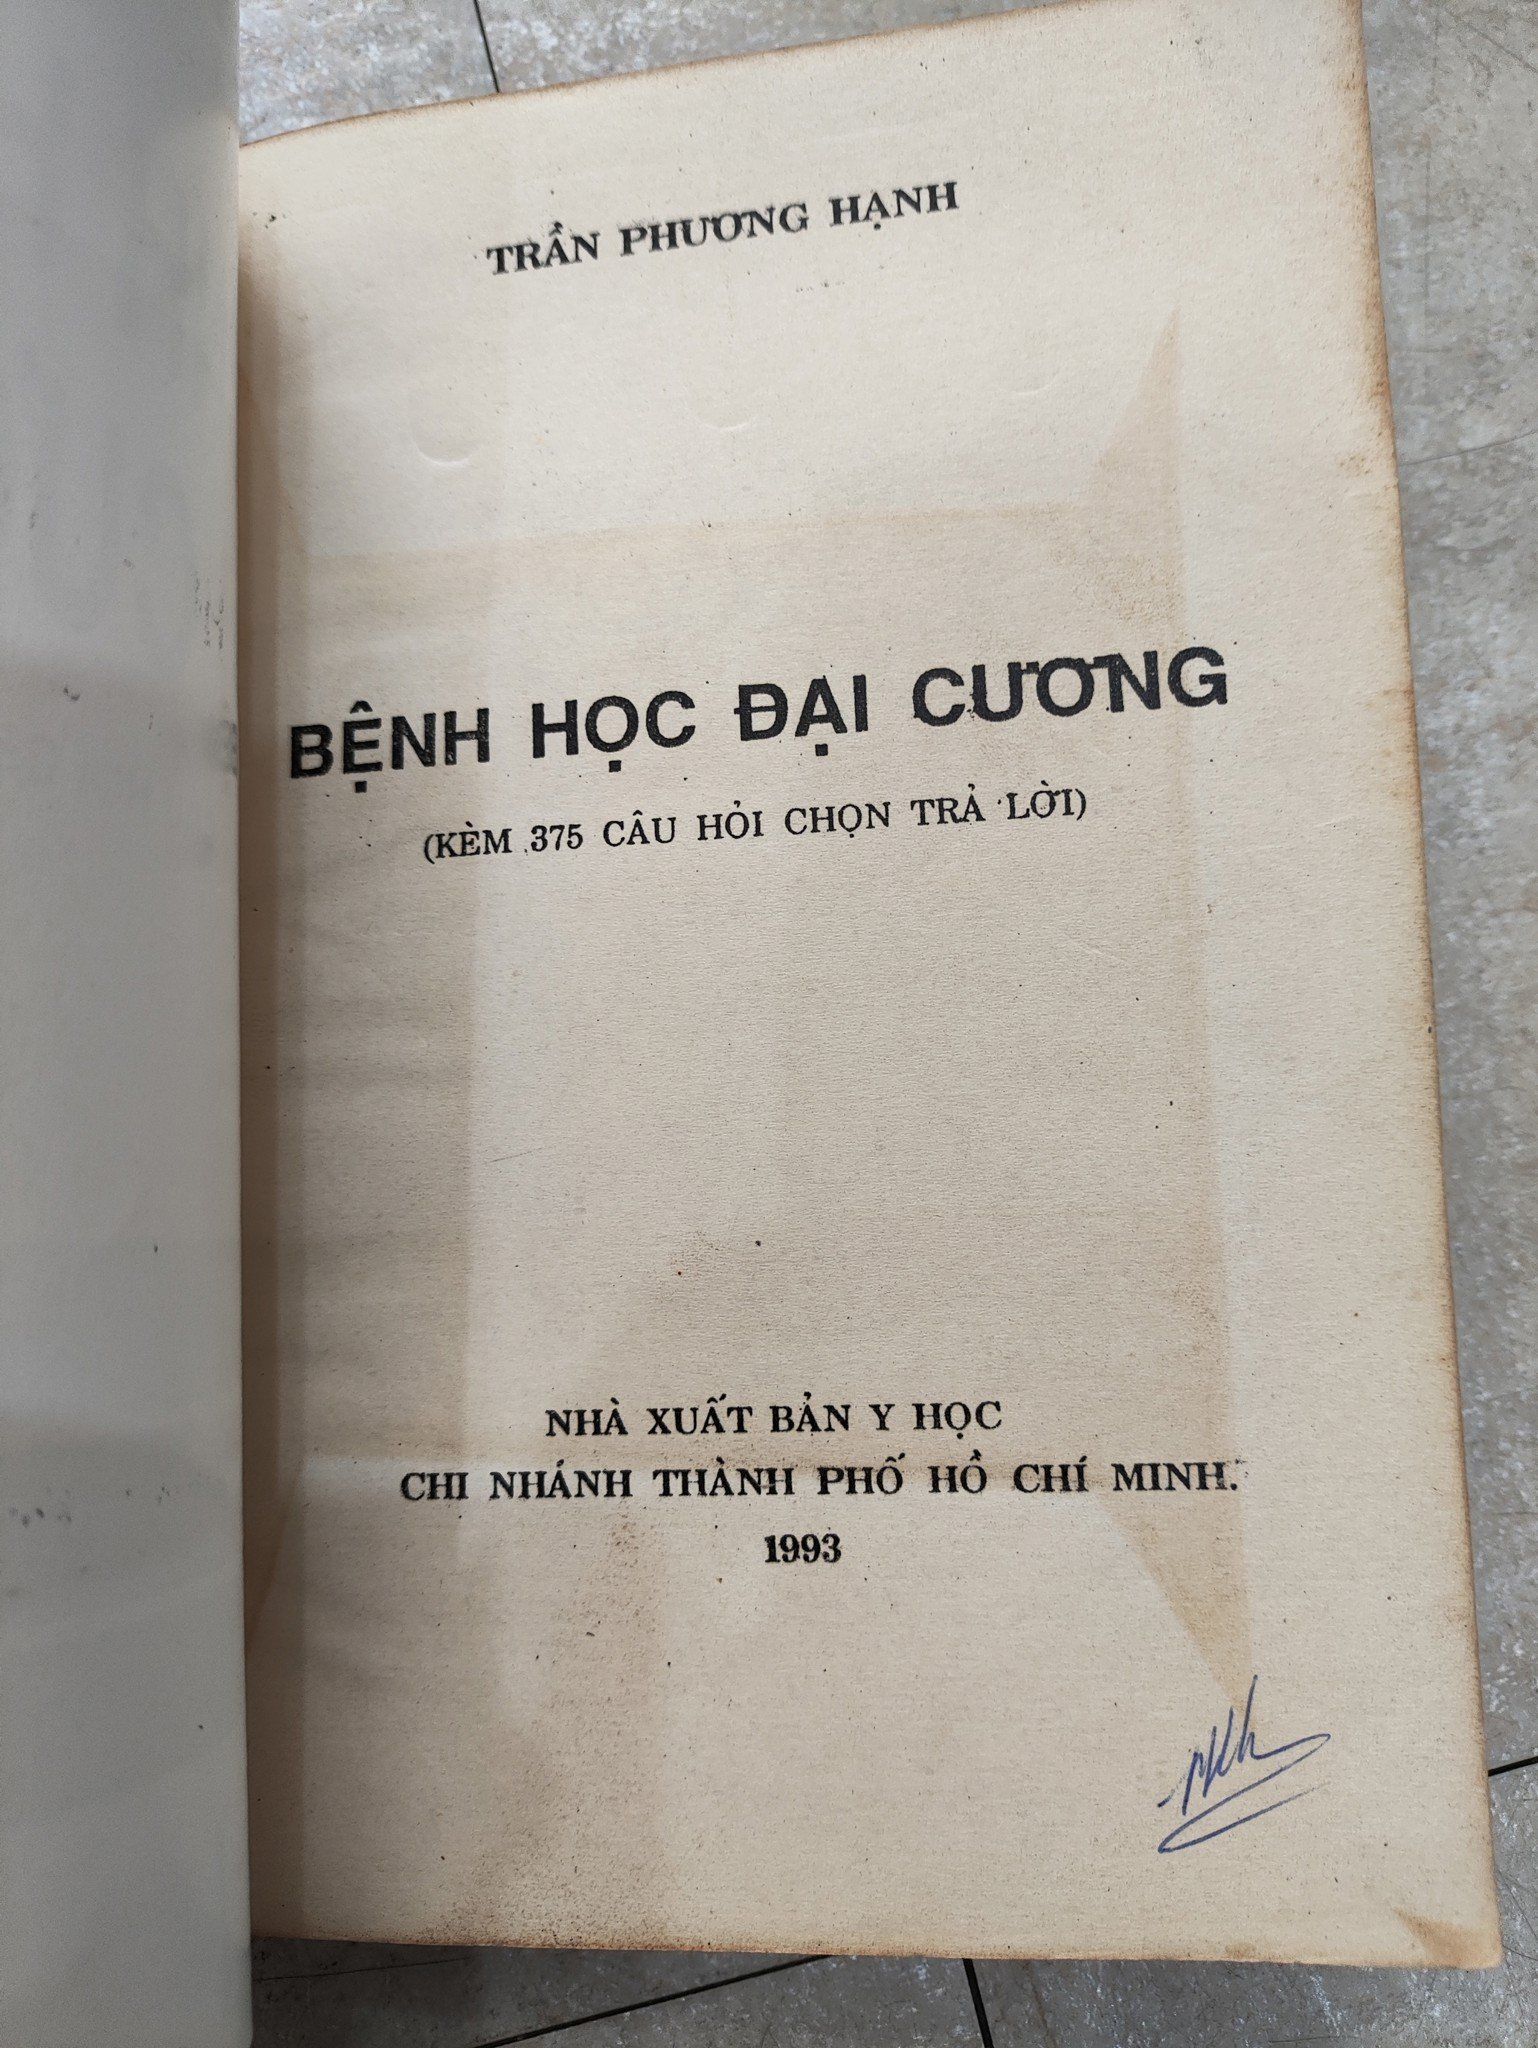 TRẦN PHƯƠNG HẠNH
BỆNH HỌC ĐẠI CƯƠNG
(KÈM 375 CÂU HỎI CHỌN TRẢ LỜI)
NHÀ XUẤT BẢN Y HỌC
CHI NHÁNH THÀNH PHỐ HỒ CHÍ MINH.
1993